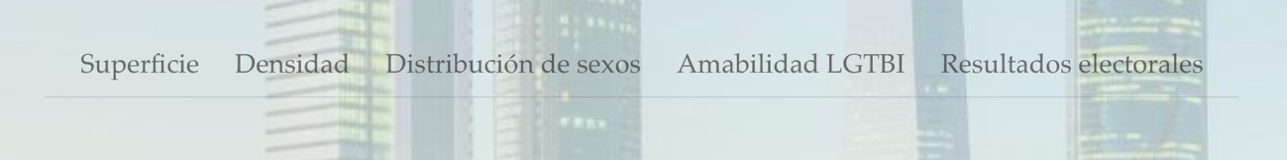 Superficie Densidad Distribución de sexos Amabilidad LGTBI Resultados electorales